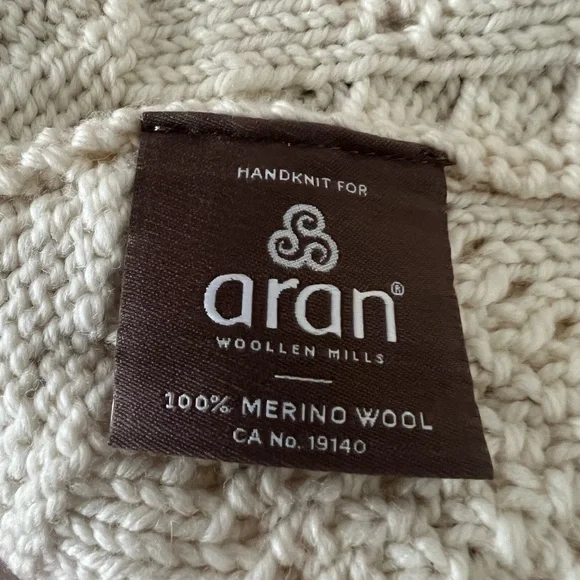 HANDKNIT FOR
aran®
WOOLLEN MILLS
100% MERINO WOOL
CA No. 19140